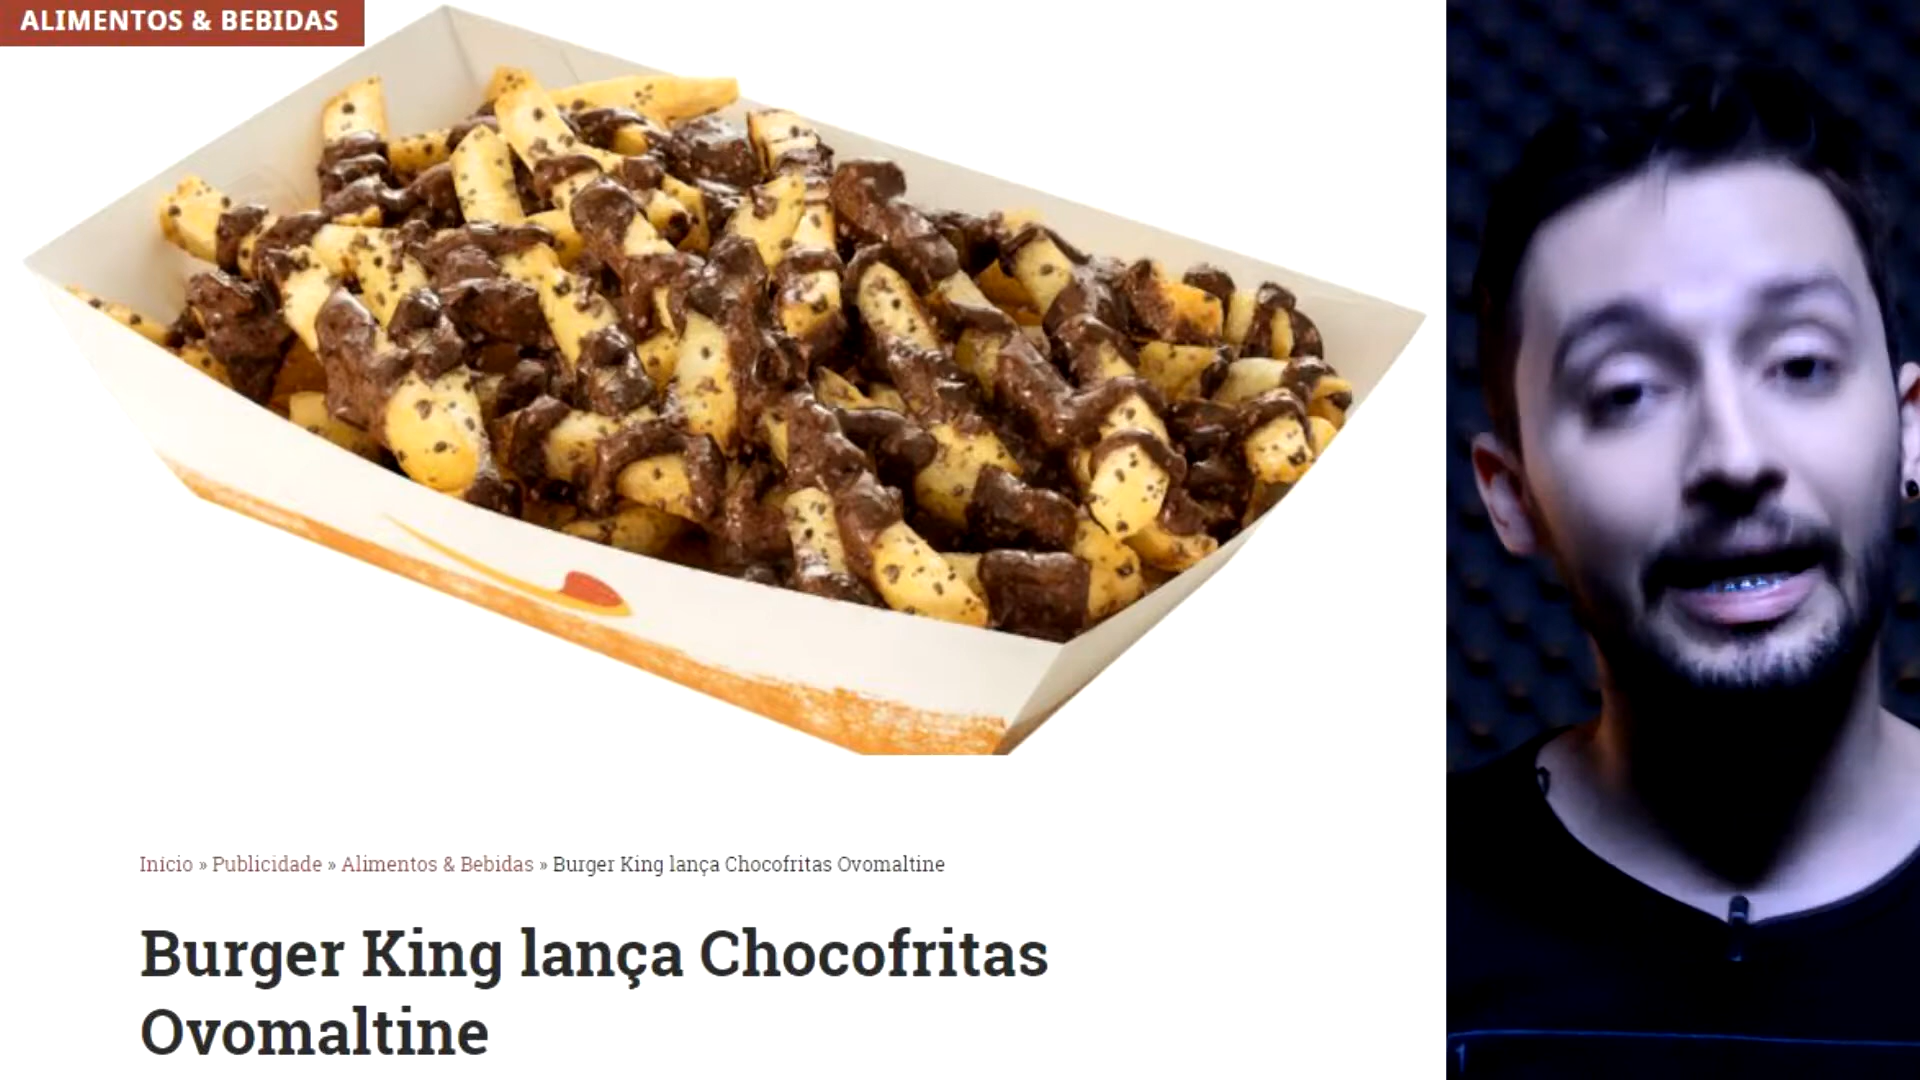 ALIMENTOS & BEBIDAS
Início » Publicidade » Alimentos & Bebidas » Burger King lança Chocofritas Ovomaltine
Burger King lança Chocofritas
Ovomaltine